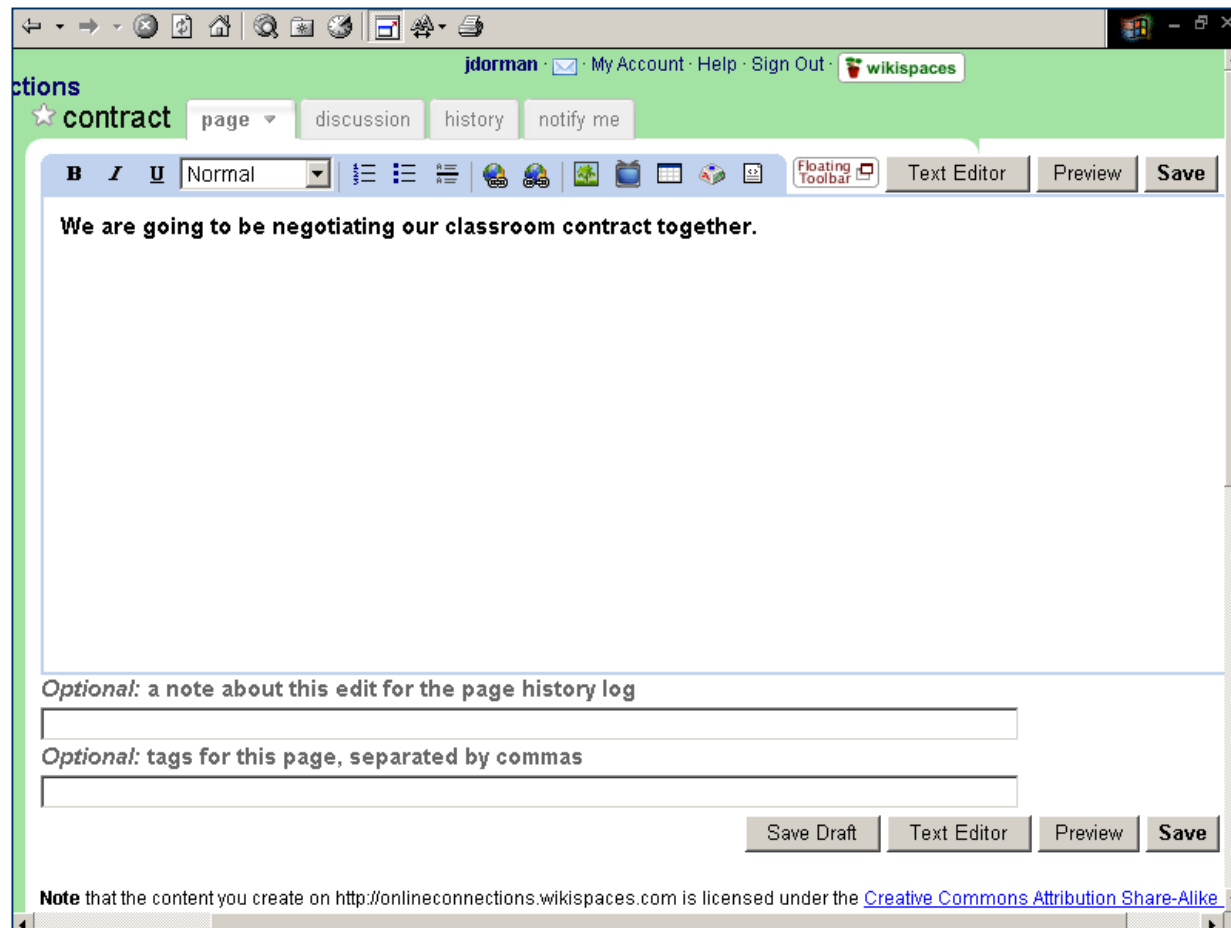 jdorman · My Account · Help · Sign Out · wikispaces
ctions
contract page discussion history notify me
B I U Normal Floating Toolbar Text Editor Preview Save
We are going to be negotiating our classroom contract together.
Optional: a note about this edit for the page history log
Optional: tags for this page, separated by commas
Save Draft Text Editor Preview Save
Note that the content you create on http://onlineconnections.wikispaces.com is licensed under the Creative Commons Attribution Share-Alike